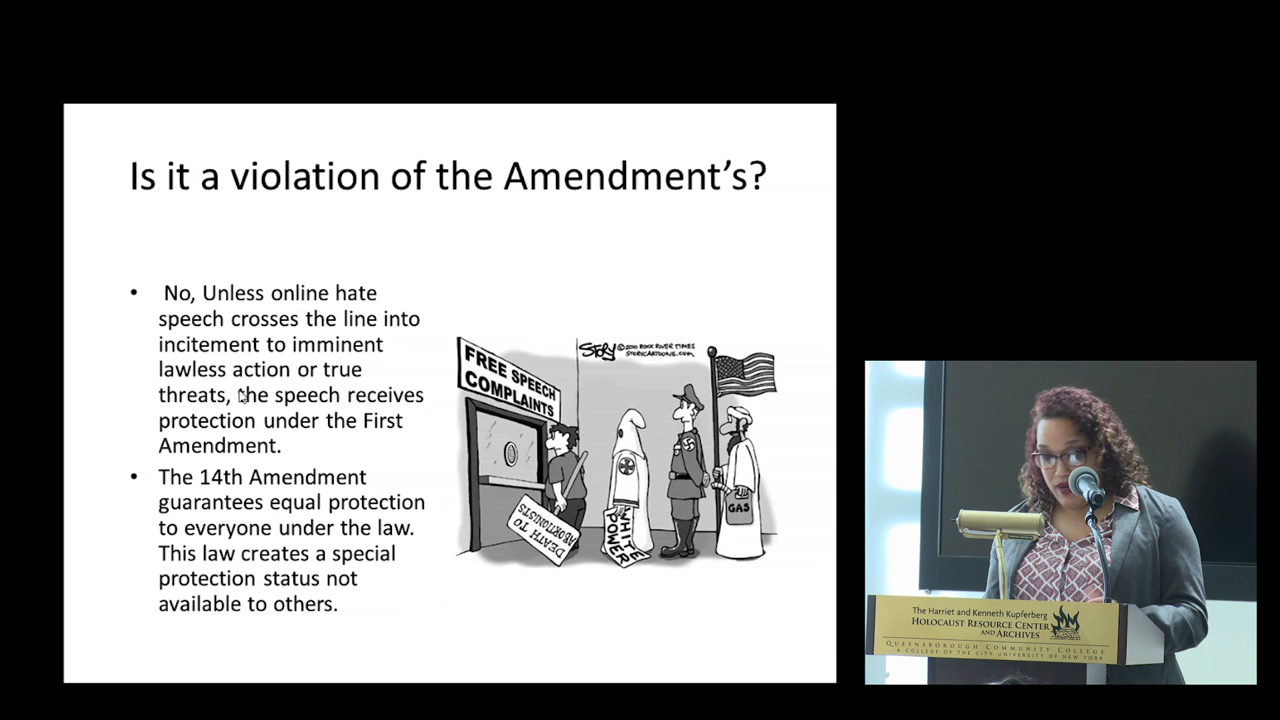 Is it a violation of the Amendment's?
• No, Unless online hate
speech crosses the line into
incitement to imminent
lawless action or true
threats, the speech receives
protection under the First
Amendment.
• The 14th Amendment
guarantees equal protection
to everyone under the law.
This law creates a special
protection status not
available to others.
FREE SPEECH
COMPLAINTS
STORY ©2010 ROCK RIVER TIMES
STORYCARTOONS.COM
DEATH TO
ABORTIONISTS
WHITE
POWER
GAS
The Harriet and Kenneth Kupferberg
HOLOCAUST RESOURCE CENTER
AND ARCHIVES
QUEENSBOROUGH COMMUNITY COLLEGE
A COLLEGE OF THE CITY UNIVERSITY OF NEW YORK